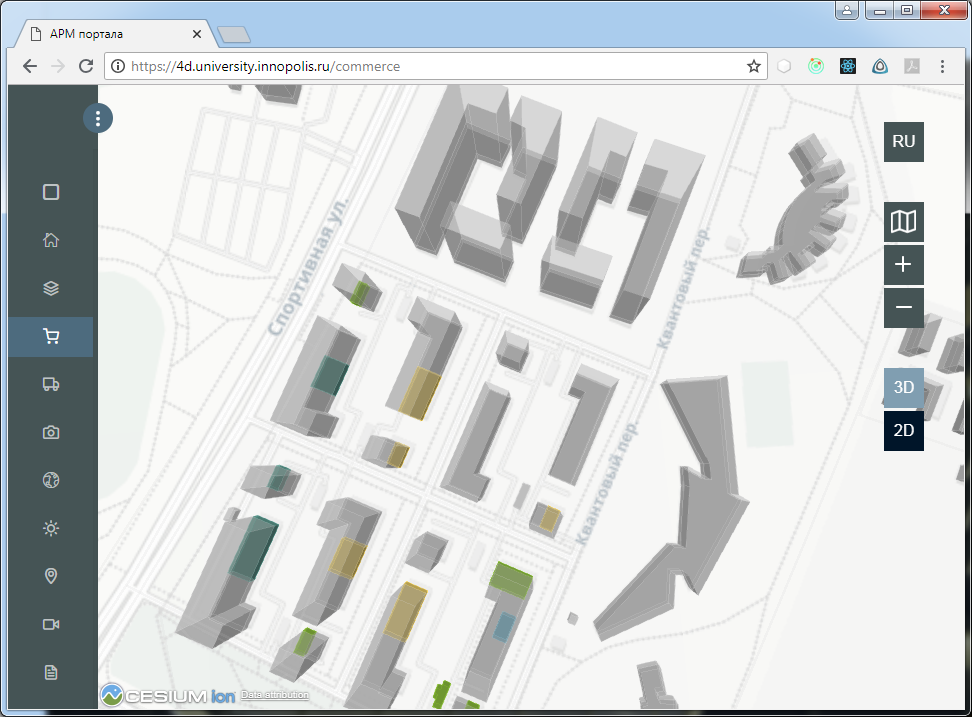 АРМ портала
https://4d.university.innopolis.ru/commerce
RU
Спортивная ул.
Квантовый пер.
3D
2D
Квантовый пер.
CESIUM ion Data attribution